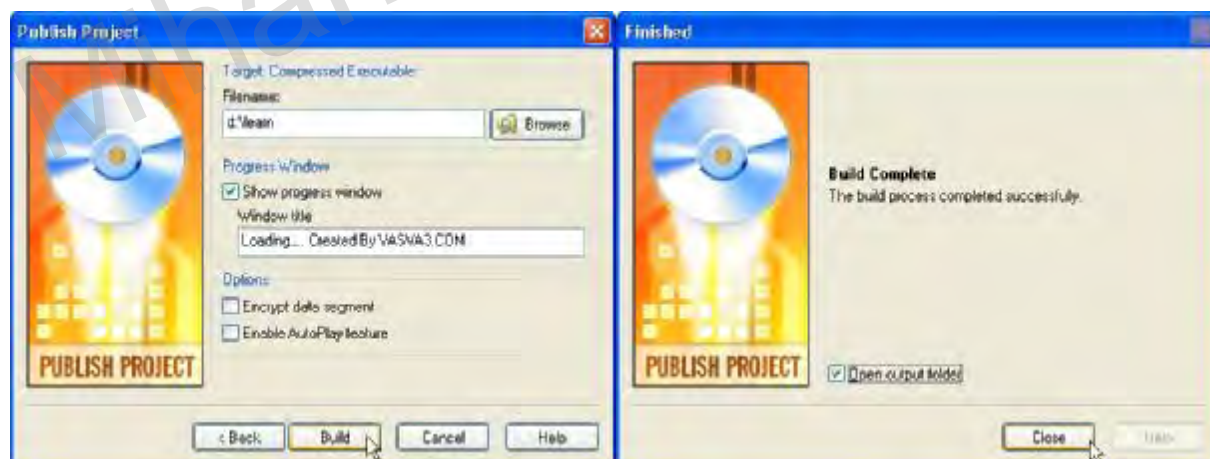 Publish Project
Target: Compressed Executable
Filename:
Browse
Progress Window
Show progress window
Window title
Loading.... Created By VASVA3.COM
Options
Encrypt data segment
Enable AutoPlay feature
PUBLISH PROJECT
< Back
Build
Cancel
Help
Finished
Build Complete
The build process completed successfully.
PUBLISH PROJECT
Open output folder
Close
Help